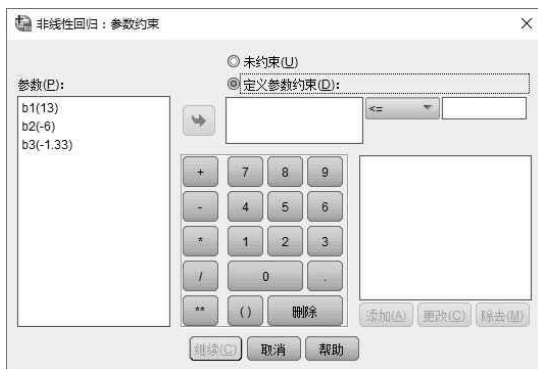 非线性回归：参数约束
未约束(U)
参数(P):
定义参数约束(D):
b1(13)
b2(-6)
b3(-1.33)
<=
+ 7 8 9
- 4 5 6
* 1 2 3
/ 0 .
** ( ) 删除
添加(A) 更改(C) 除去(M)
继续(C) 取消 帮助